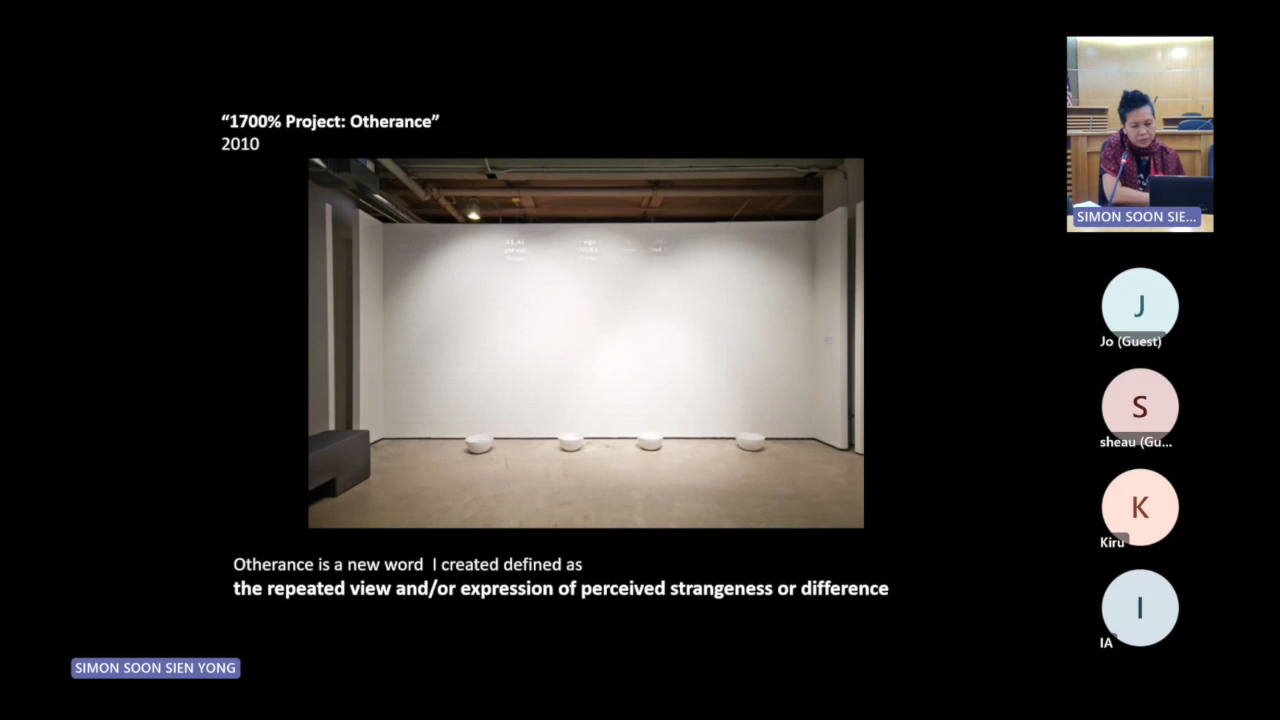 “1700% Project: Otherance”
2010
Otherance is a new word  I created defined as
the repeated view and/or expression of perceived strangeness or difference
SIMON SOON SIEN YONG
SIMON SOON SIE...
J
Jo (Guest)
S
sheau (Gu...
K
Kiru
I
IA